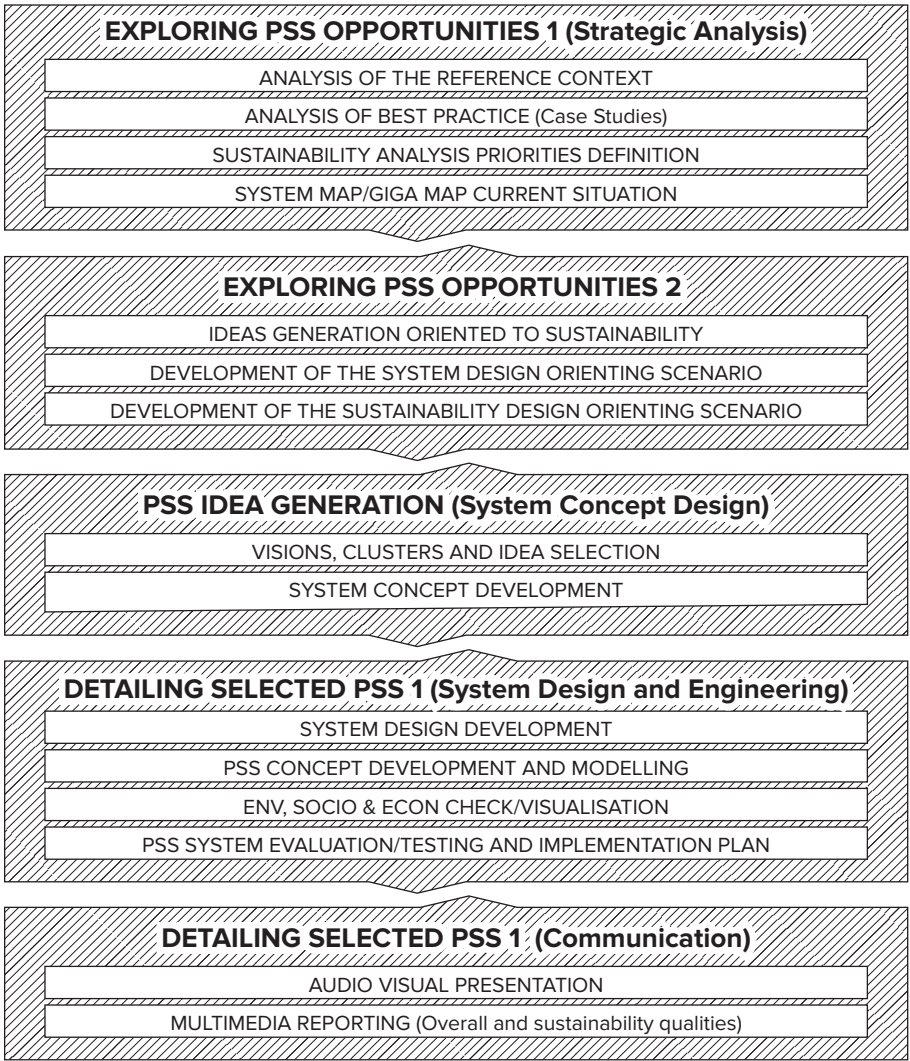 EXPLORING PSS OPPORTUNITIES 1 (Strategic Analysis)
ANALYSIS OF THE REFERENCE CONTEXT
ANALYSIS OF BEST PRACTICE (Case Studies)
SUSTAINABILITY ANALYSIS PRIORITIES DEFINITION
SYSTEM MAP/GIGA MAP CURRENT SITUATION
EXPLORING PSS OPPORTUNITIES 2
IDEAS GENERATION ORIENTED TO SUSTAINABILITY
DEVELOPMENT OF THE SYSTEM DESIGN ORIENTING SCENARIO
DEVELOPMENT OF THE SUSTAINABILITY DESIGN ORIENTING SCENARIO
PSS IDEA GENERATION (System Concept Design)
VISIONS, CLUSTERS AND IDEA SELECTION
SYSTEM CONCEPT DEVELOPMENT
DETAILING SELECTED PSS 1 (System Design and Engineering)
SYSTEM DESIGN DEVELOPMENT
PSS CONCEPT DEVELOPMENT AND MODELLING
ENV, SOCIO & ECON CHECK/VISUALISATION
PSS SYSTEM EVALUATION/TESTING AND IMPLEMENTATION PLAN
DETAILING SELECTED PSS 1 (Communication)
AUDIO VISUAL PRESENTATION
MULTIMEDIA REPORTING (Overall and sustainability qualities)